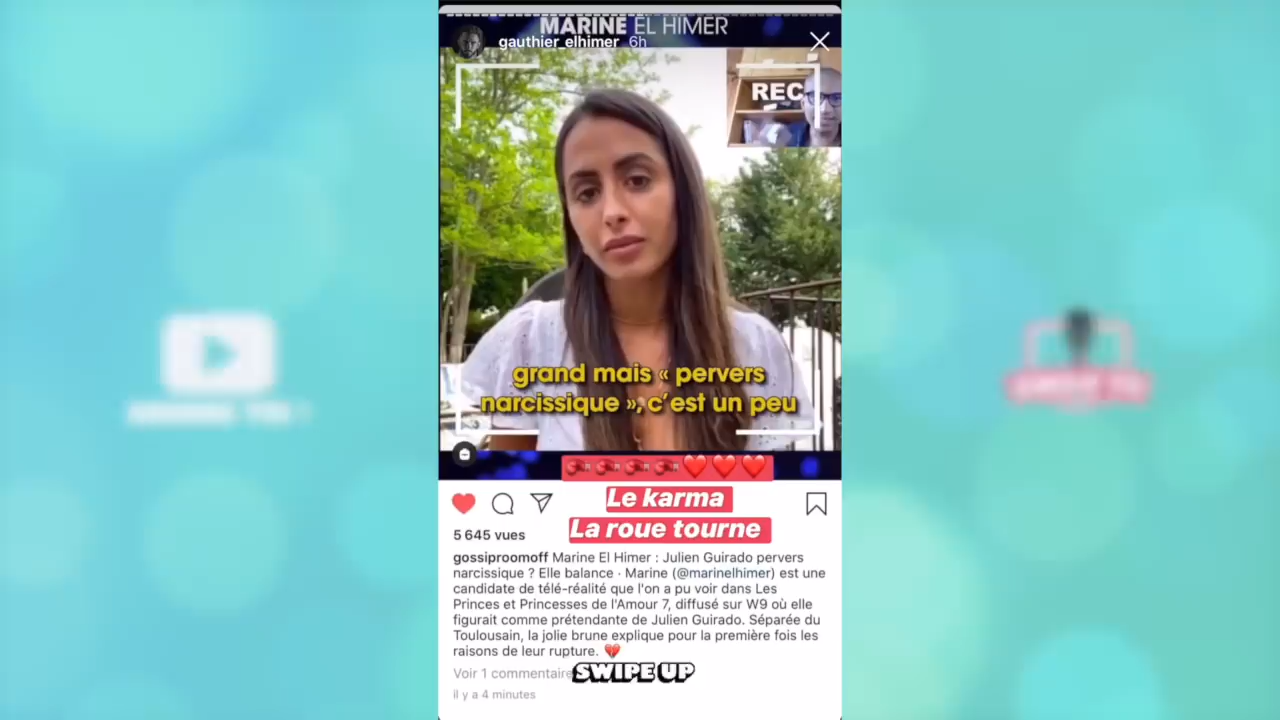 MARINE EL HIMER
gauthier_elhimer 6h
REC
grand mais « pervers
narcissique », c'est un peu
Le karma
La roue tourne
5 645 vues
gossiproomoff Marine El Himer : Julien Guirado pervers
narcissique ? Elle balance · Marine (@marinelhimer) est une
candidate de télé-réalité que l'on a pu voir dans Les
Princes et Princesses de l'Amour 7, diffusé sur W9 où elle
figurait comme prétendante de Julien Guirado. Séparée du
Toulousain, la jolie brune explique pour la première fois les
raisons de leur rupture. 💔
Voir 1 commentaire
SWIPE UP
il y a 4 minutes